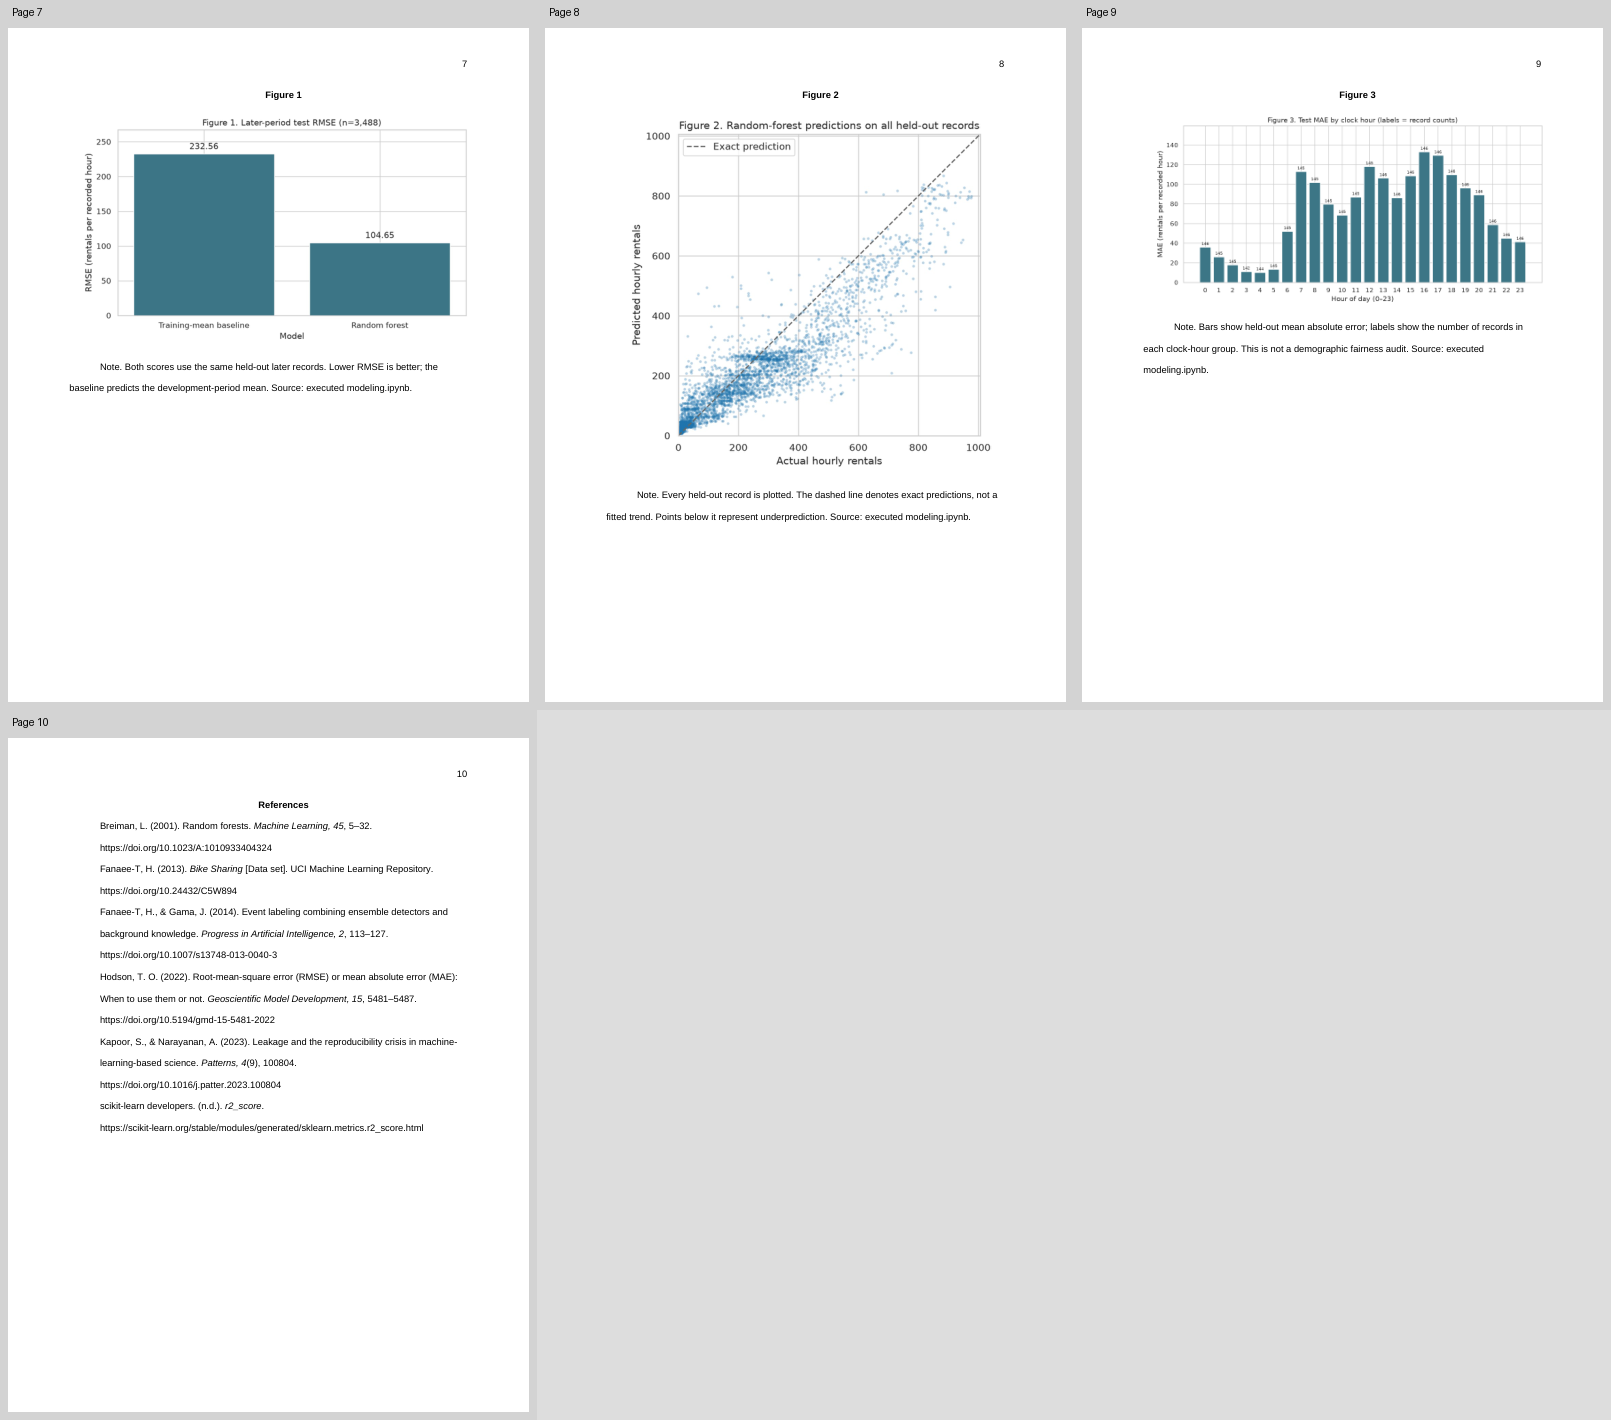 Page 7
7
Figure 1
Figure 1. Later-period test RMSE (n=3,488)
RMSE (rentals per recorded hour)
250
200
150
100
50
0
232.56
104.65
Training-mean baseline
Random forest
Model
Note. Both scores use the same held-out later records. Lower RMSE is better; the
baseline predicts the development-period mean. Source: executed modeling.ipynb.
Page 8
8
Figure 2
Figure 2. Random-forest predictions on all held-out records
Exact prediction
Predicted hourly rentals
1000
800
600
400
200
0
0 200 400 600 800 1000
Actual hourly rentals
Note. Every held-out record is plotted. The dashed line denotes exact predictions, not a
fitted trend. Points below it represent underprediction. Source: executed modeling.ipynb.
Page 9
9
Figure 3
Figure 3. Test MAE by clock hour (labels = record counts)
MAE (rentals per recorded hour)
140
120
100
80
60
40
20
0
0 1 2 3 4 5 6 7 8 9 10 11 12 13 14 15 16 17 18 19 20 21 22 23
Hour of day (0–23)
Note. Bars show held-out mean absolute error; labels show the number of records in
each clock-hour group. This is not a demographic fairness audit. Source: executed
modeling.ipynb.
Page 10
10
References
Breiman, L. (2001). Random forests. Machine Learning, 45, 5–32.
https://doi.org/10.1023/A:1010933404324
Fanaee-T, H. (2013). Bike Sharing [Data set]. UCI Machine Learning Repository.
https://doi.org/10.24432/C5W894
Fanaee-T, H., & Gama, J. (2014). Event labeling combining ensemble detectors and
background knowledge. Progress in Artificial Intelligence, 2, 113–127.
https://doi.org/10.1007/s13748-013-0040-3
Hodson, T. O. (2022). Root-mean-square error (RMSE) or mean absolute error (MAE):
When to use them or not. Geoscientific Model Development, 15, 5481–5487.
https://doi.org/10.5194/gmd-15-5481-2022
Kapoor, S., & Narayanan, A. (2023). Leakage and the reproducibility crisis in machine-
learning-based science. Patterns, 4(9), 100804.
https://doi.org/10.1016/j.patter.2023.100804
scikit-learn developers. (n.d.). r2_score.
https://scikit-learn.org/stable/modules/generated/sklearn.metrics.r2_score.html